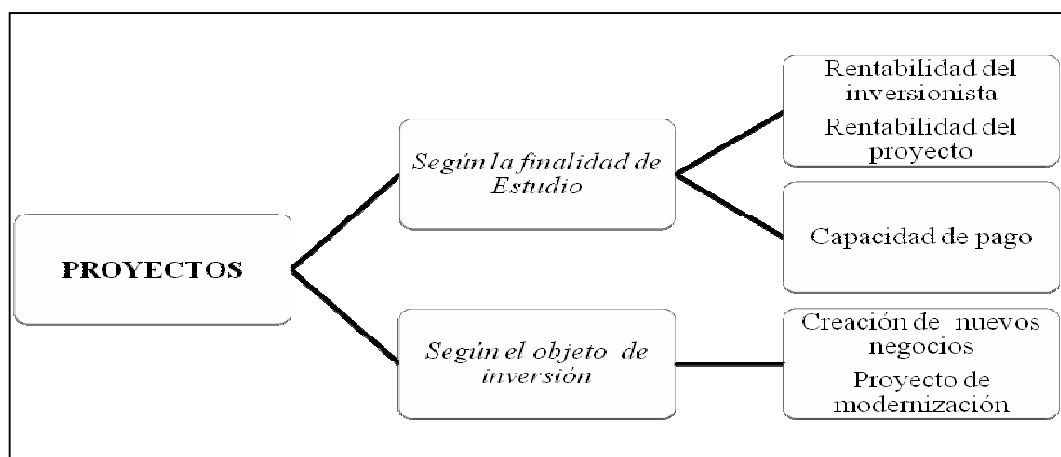 PROYECTOS
Según la finalidad de
Estudio
Rentabilidad del
inversionista
Rentabilidad del
proyecto
Capacidad de pago
Según el objeto de
inversión
Creación de nuevos
negocios
Proyecto de
modernización